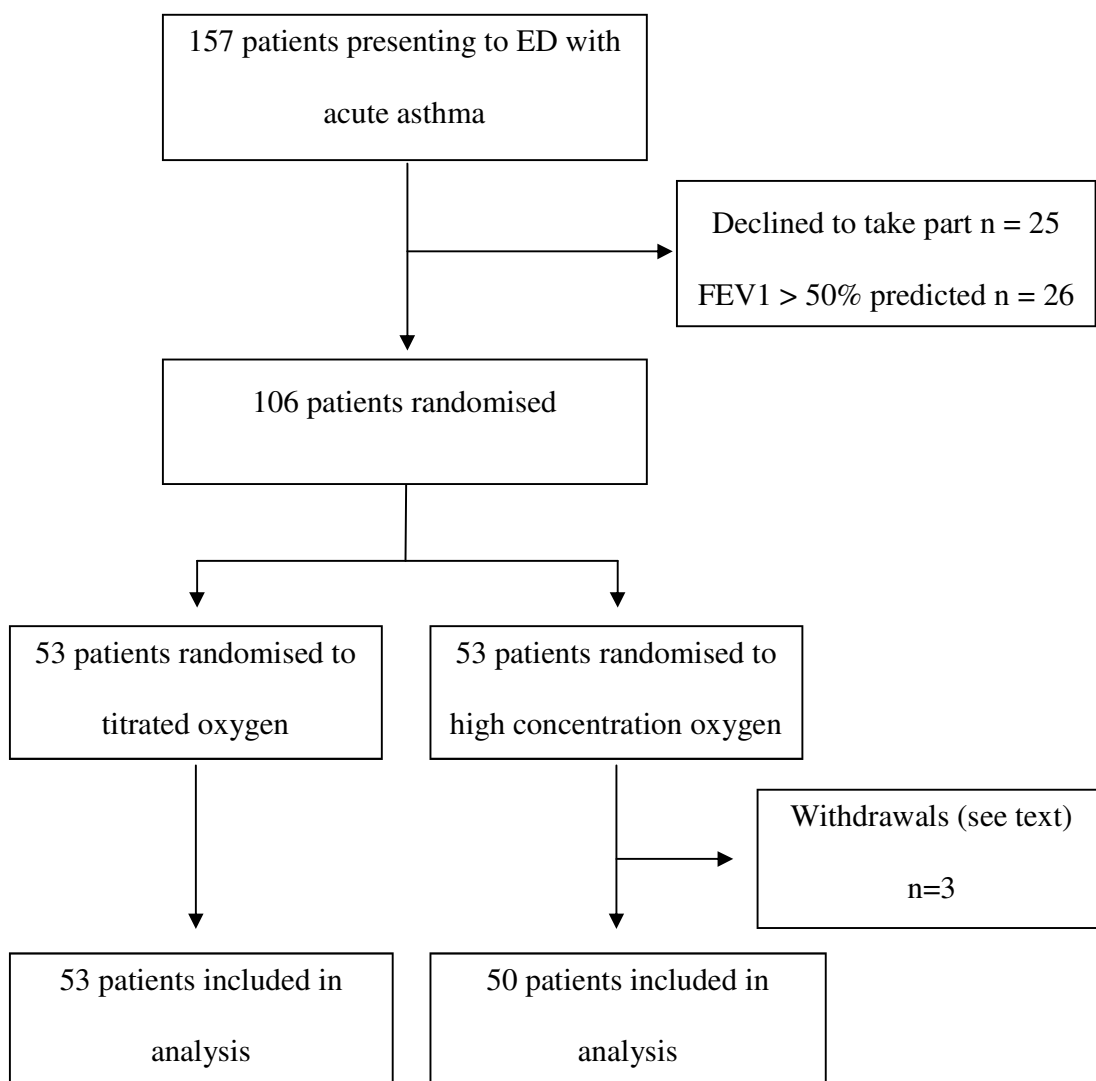 157 patients presenting to ED with
acute asthma
Declined to take part n = 25
FEV1 > 50% predicted n = 26
106 patients randomised
53 patients randomised to
titrated oxygen
53 patients randomised to
high concentration oxygen
Withdrawals (see text)
n=3
53 patients included in
analysis
50 patients included in
analysis